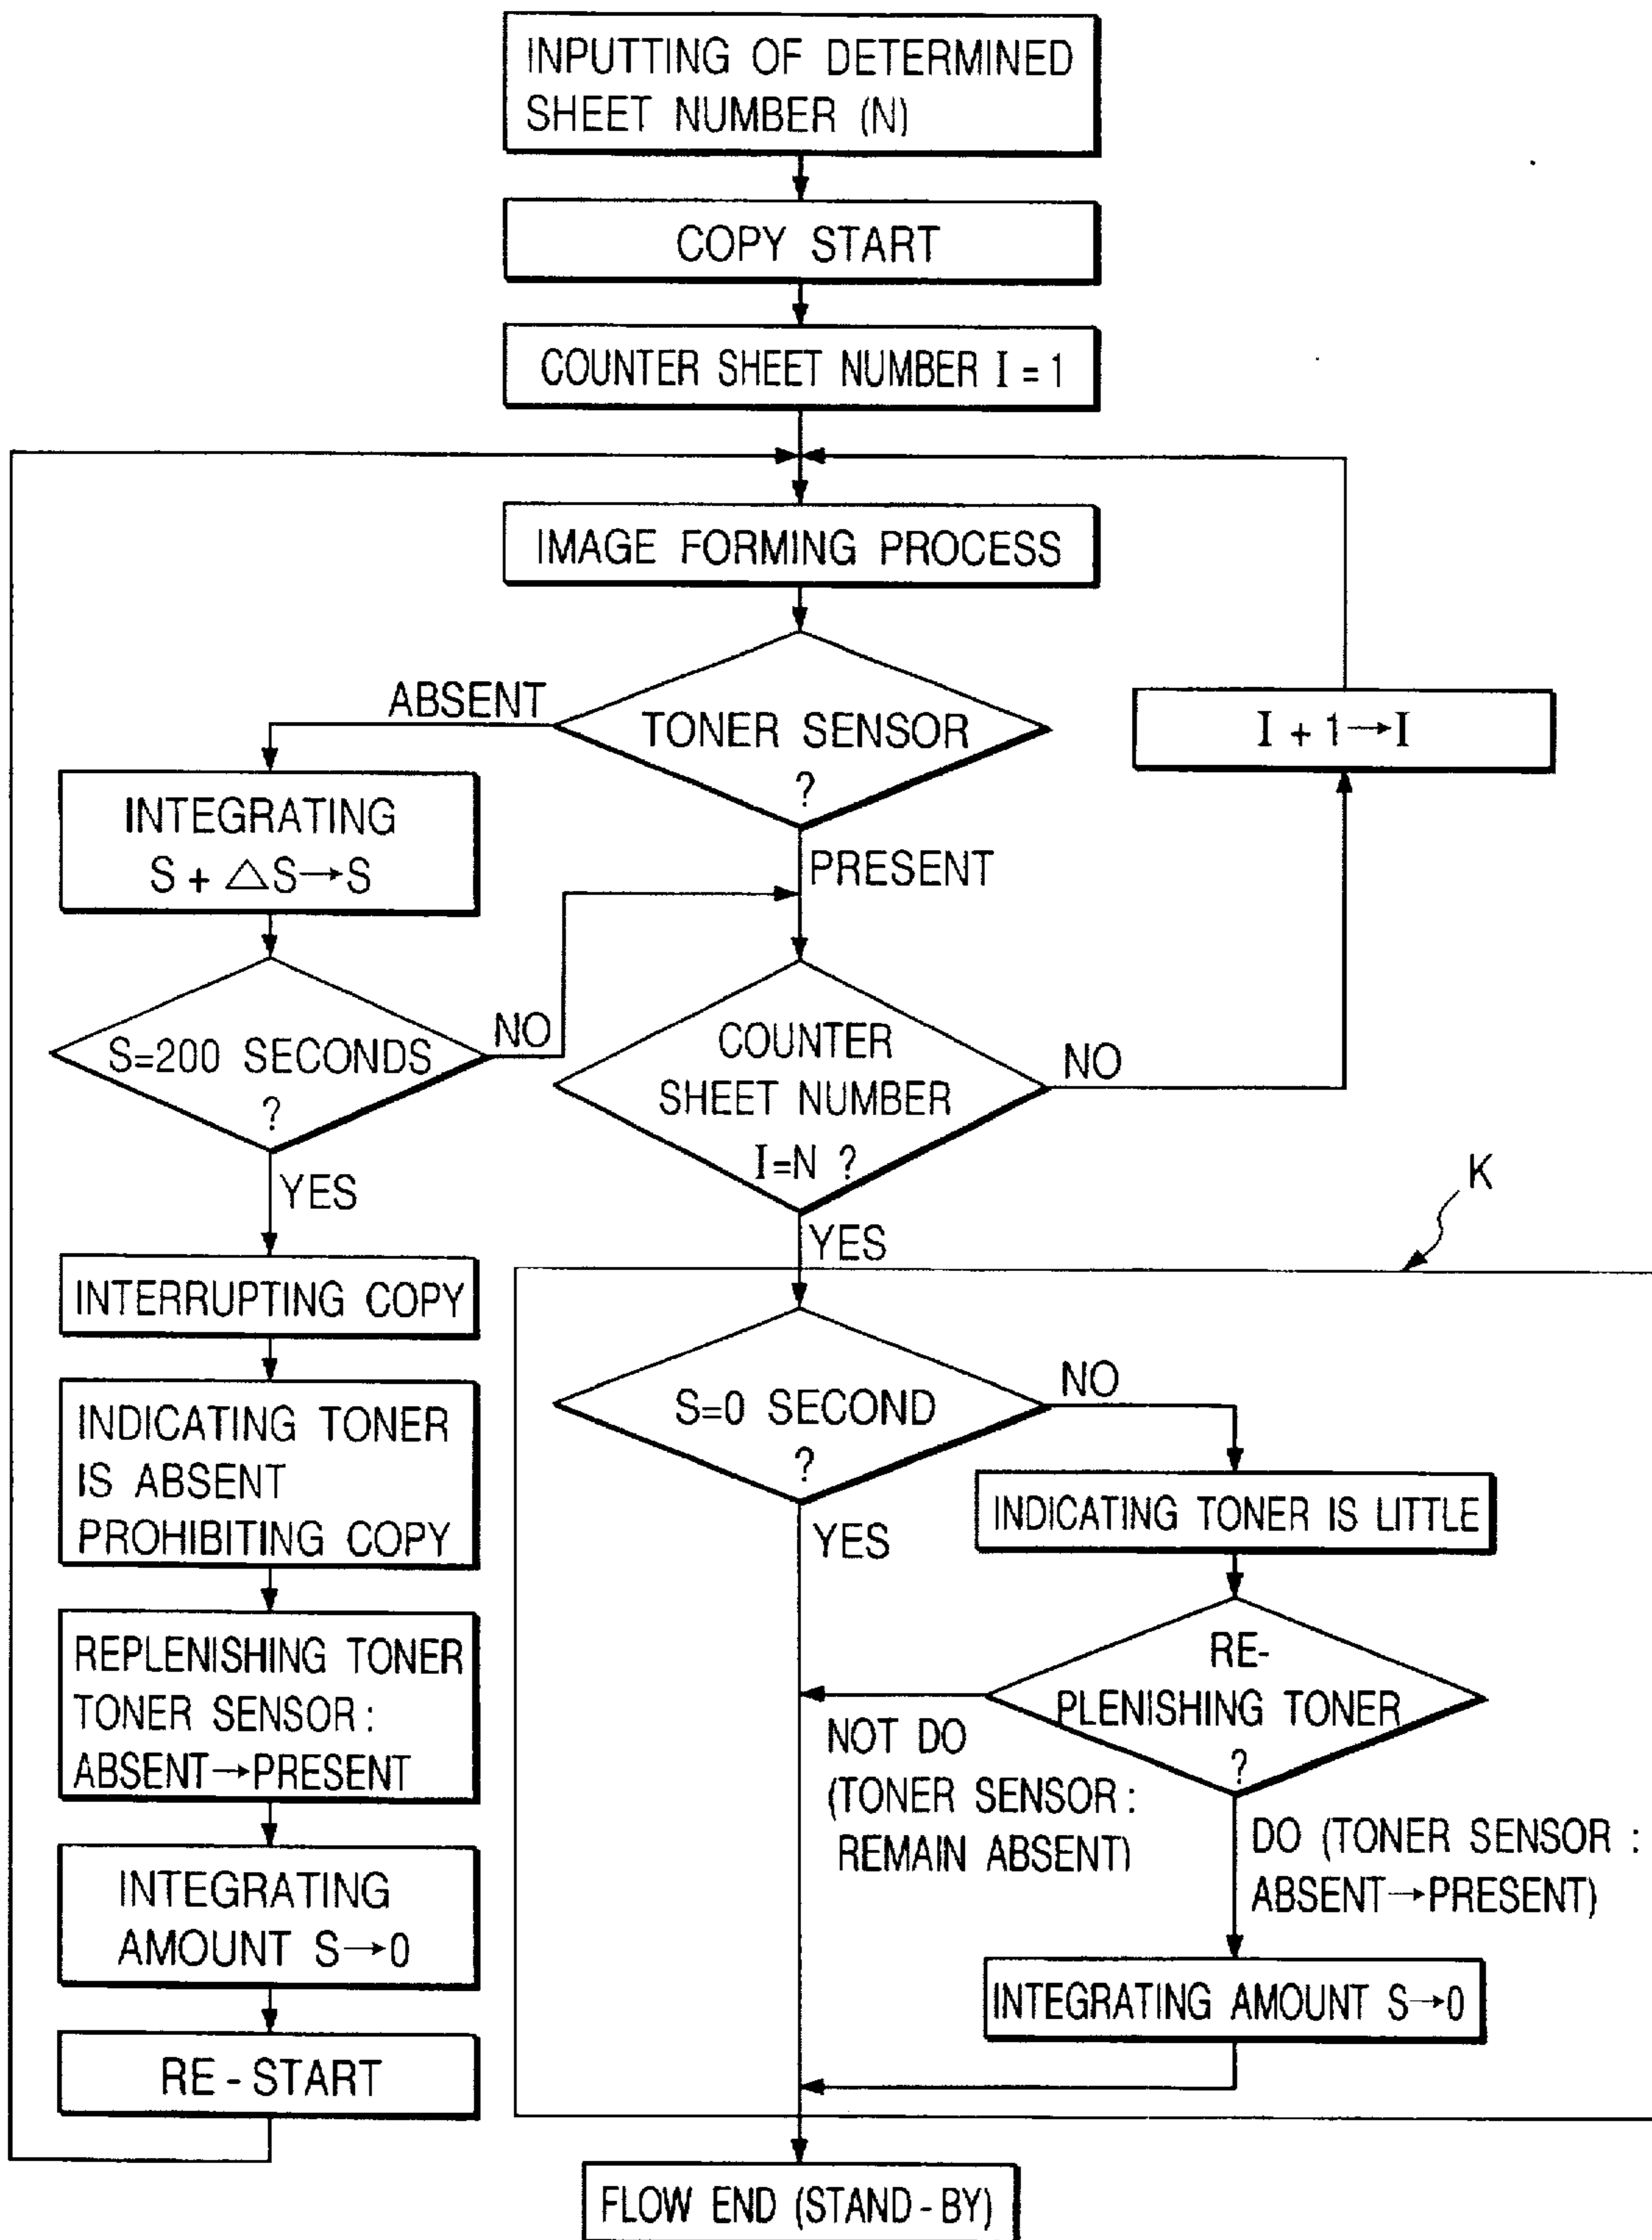 INPUTTING OF DETERMINED
SHEET NUMBER (N)
COPY START
COUNTER SHEET NUMBER I = 1
IMAGE FORMING PROCESS
ABSENT
TONER SENSOR
?
I + 1→I
INTEGRATING
S + △S→S
PRESENT
S=200 SECONDS
?
NO
COUNTER
SHEET NUMBER
I=N ?
NO
YES
YES
K
INTERRUPTING COPY
S=0 SECOND
?
NO
YES
INDICATING TONER
IS ABSENT
PROHIBITING COPY
INDICATING TONER IS LITTLE
REPLENISHING TONER
TONER SENSOR :
ABSENT→PRESENT
RE-
PLENISHING TONER
?
NOT DO
(TONER SENSOR :
REMAIN ABSENT)
DO (TONER SENSOR :
ABSENT→PRESENT)
INTEGRATING
AMOUNT S→0
INTEGRATING AMOUNT S→0
RE - START
FLOW END (STAND - BY)